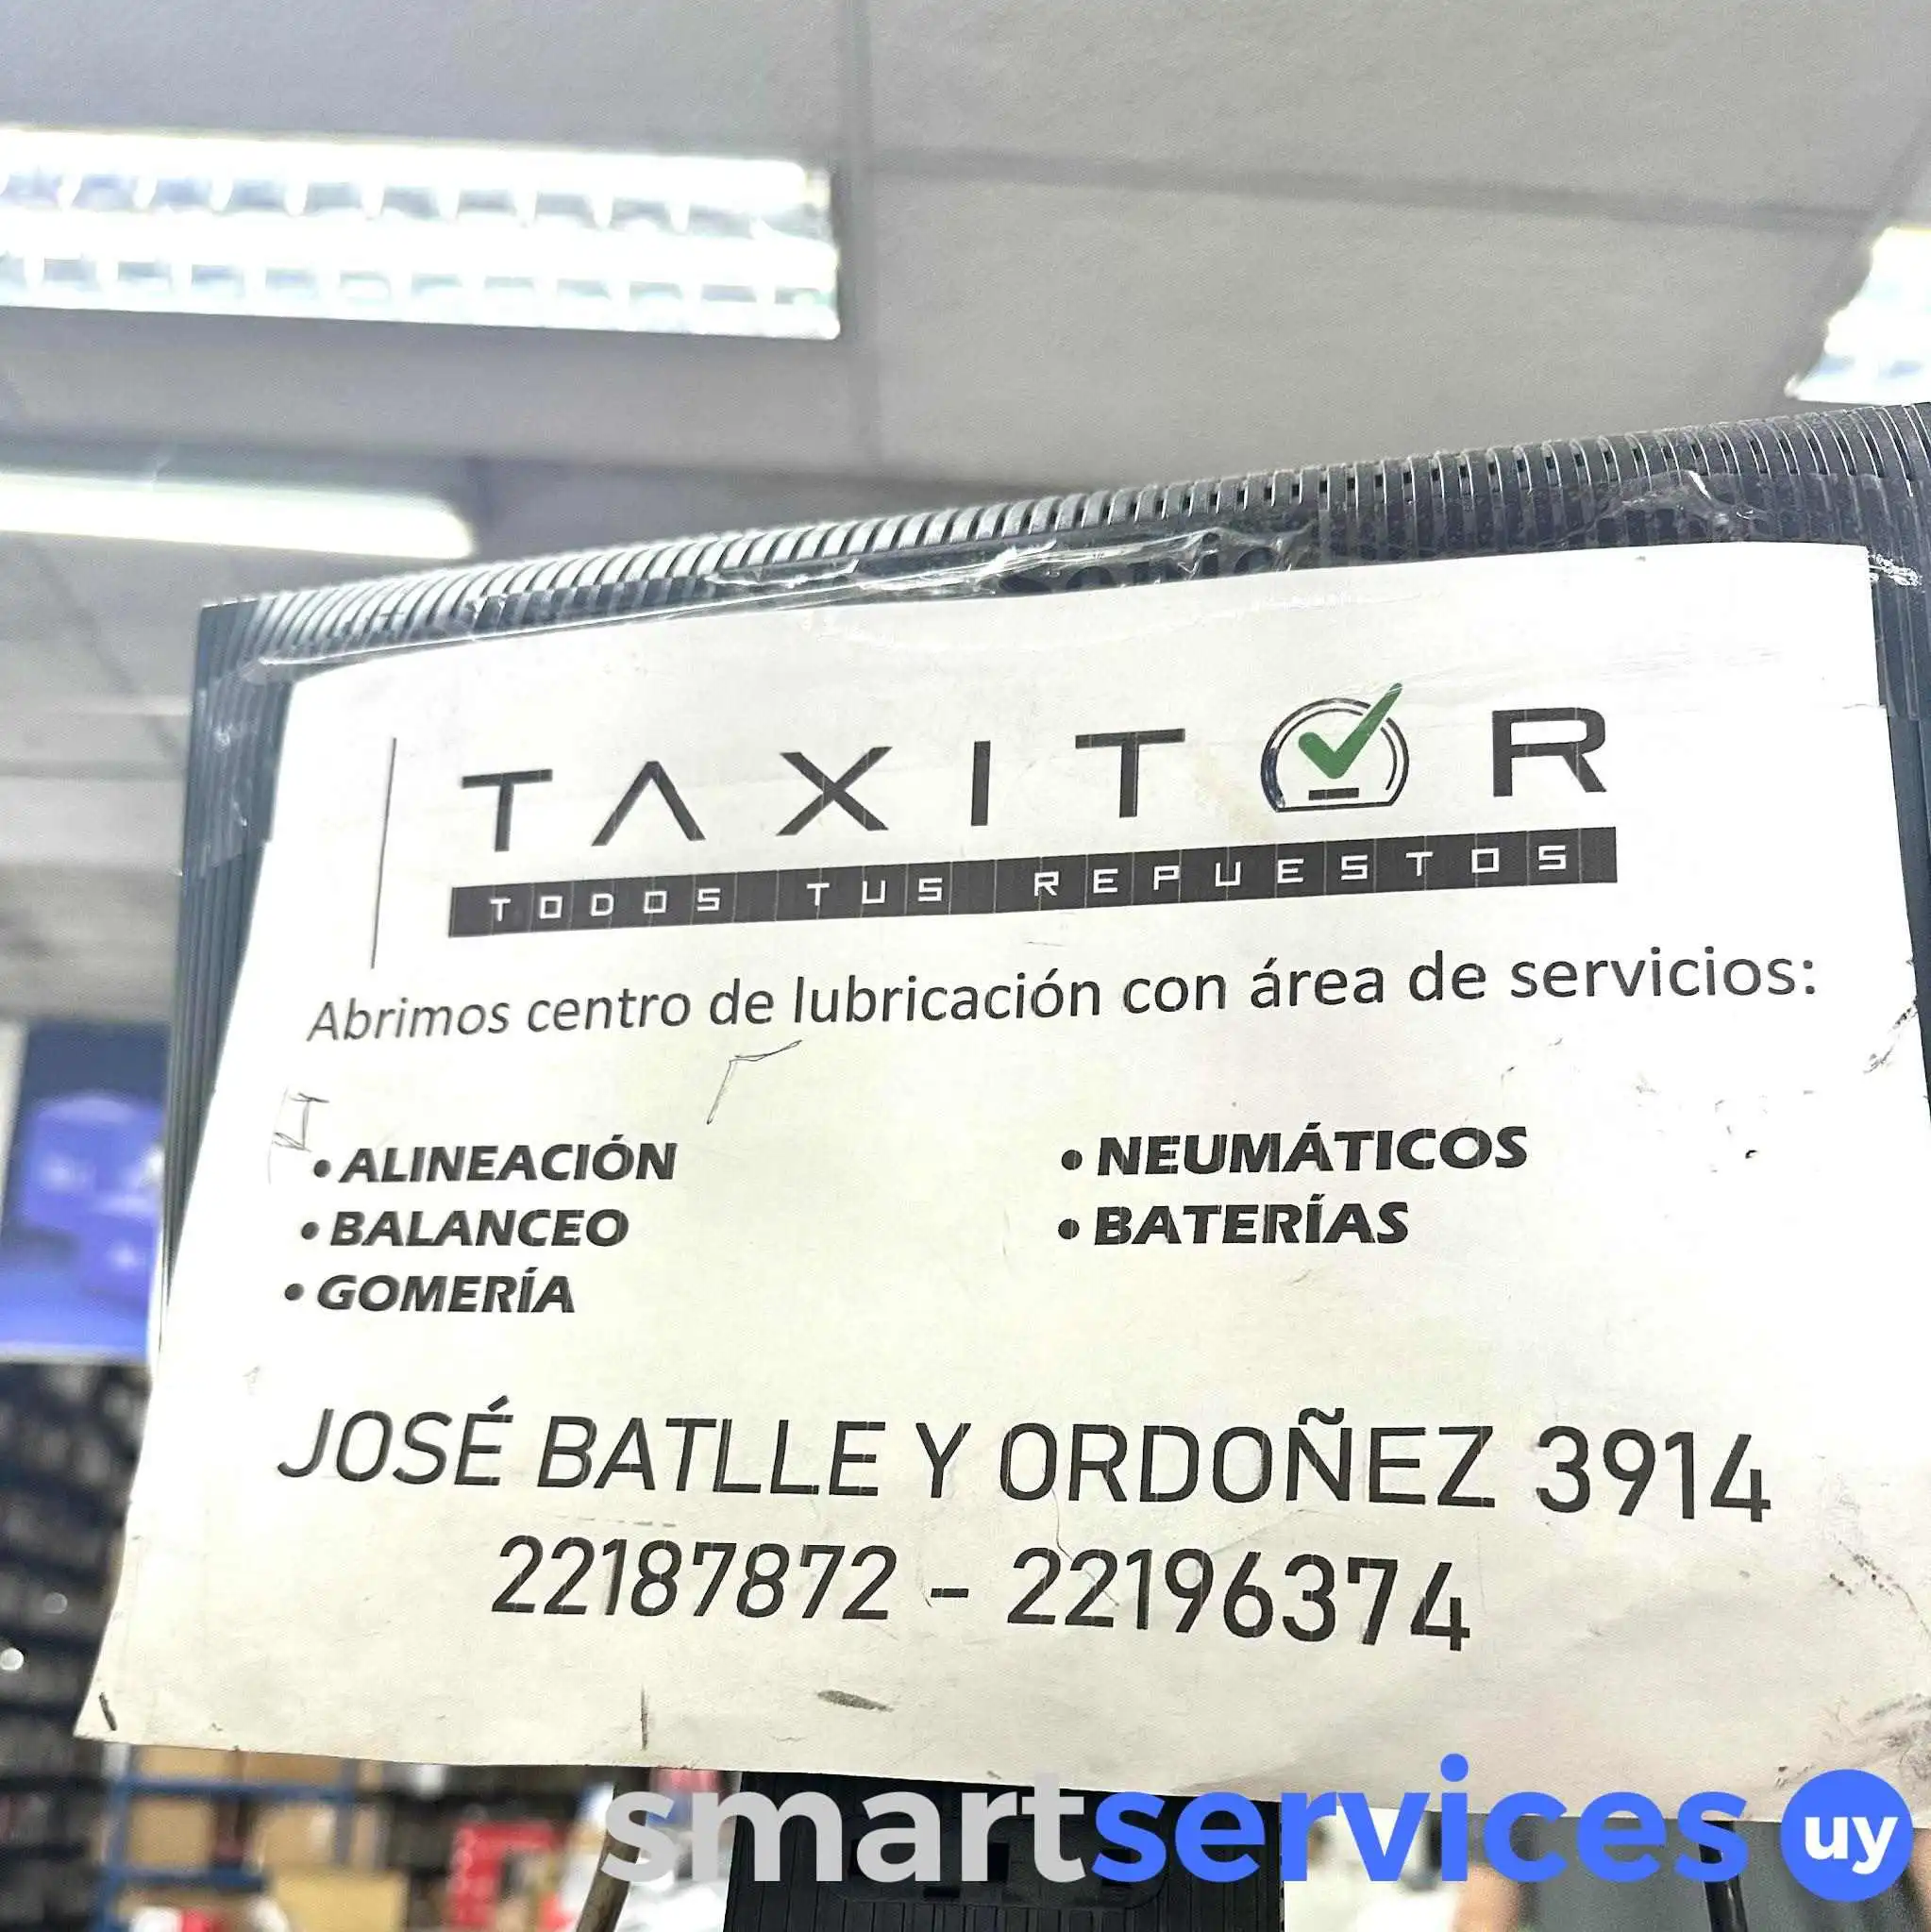 TAXITOR
TODOS TUS REPUESTOS
Abrimos centro de lubricación con área de servicios:
• ALINEACIÓN
• BALANCEO
• GOMERÍA
• NEUMÁTICOS
• BATERÍAS
JOSÉ BATLLE Y ORDOÑEZ 3914
22187872 - 22196374
smartservices uy